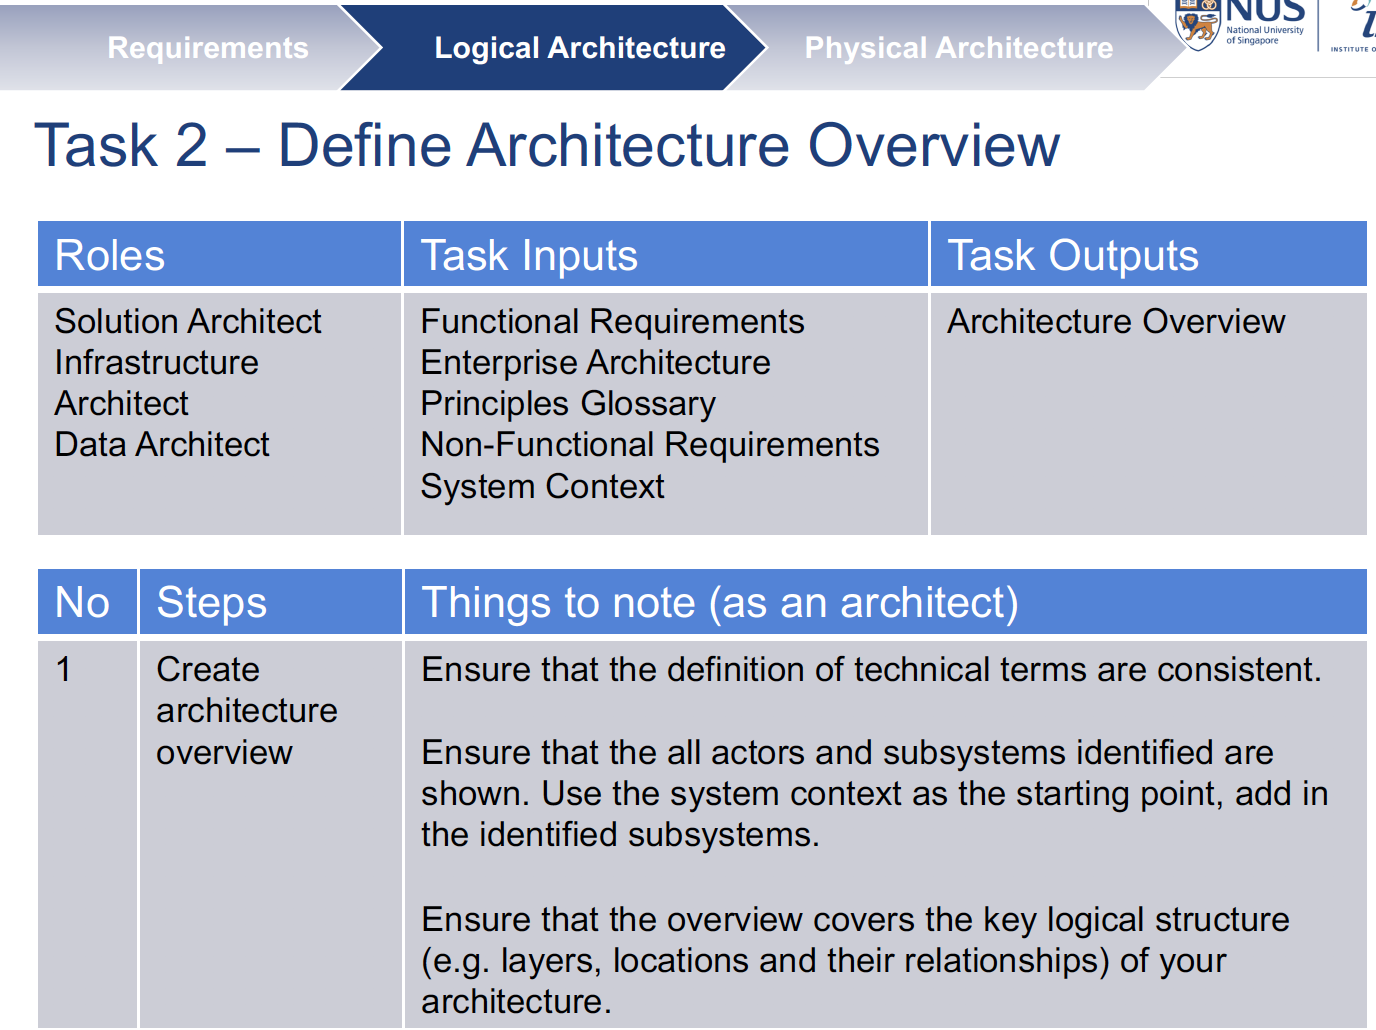 Requirements
Logical Architecture
Physical Architecture
NUS
National University
of Singapore
INSTITUTE O
Task 2 – Define Architecture Overview
Roles
Task Inputs
Task Outputs
Solution Architect
Infrastructure
Architect
Data Architect
Functional Requirements
Enterprise Architecture
Principles Glossary
Non-Functional Requirements
System Context
Architecture Overview
No
Steps
Things to note (as an architect)
1
Create
architecture
overview
Ensure that the definition of technical terms are consistent.
Ensure that the all actors and subsystems identified are
shown. Use the system context as the starting point, add in
the identified subsystems.
Ensure that the overview covers the key logical structure
(e.g. layers, locations and their relationships) of your
architecture.